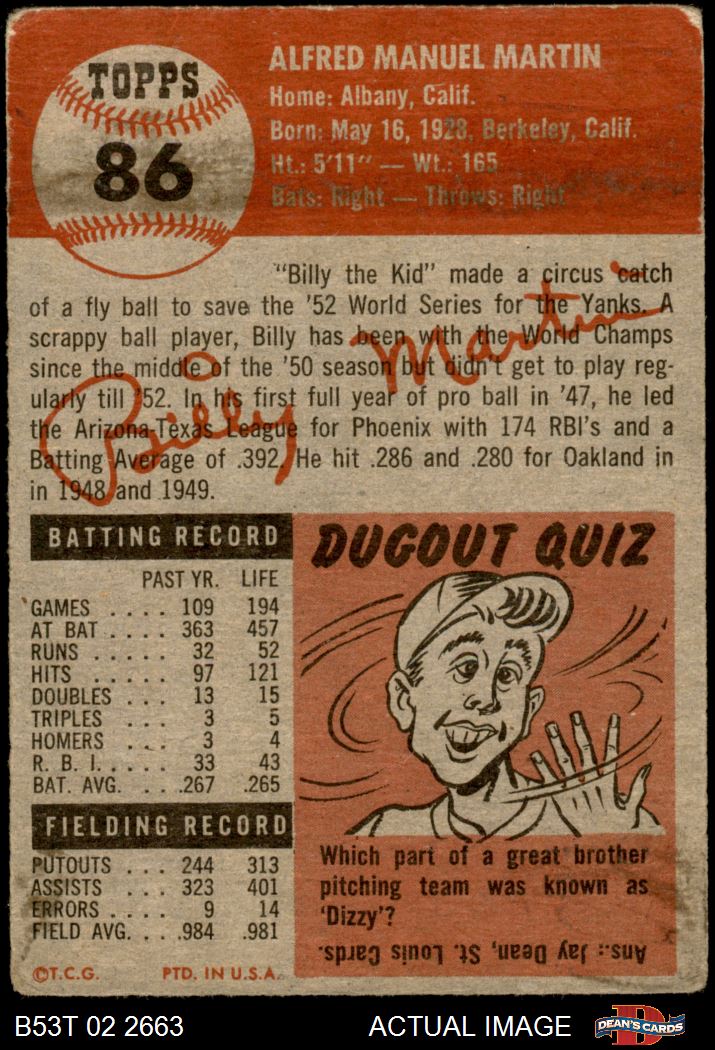 TOPPS
86
ALFRED MANUEL MARTIN
Home: Albany, Calif.
Born: May 16, 1928, Berkeley, Calif.
Ht.: 5'11" — Wt.: 165
Bats: Right — Throws: Right
"Billy the Kid" made a circus catch
of a fly ball to save the '52 World Series for the Yanks. A
scrappy ball player, Billy has been with the World Champs
since the middle of the '50 season but didn't get to play reg-
ularly till '52. In his first full year of pro ball in '47, he led
the Arizona-Texas League for Phoenix with 174 RBI's and a
Batting Average of .392. He hit .286 and .280 for Oakland in
in 1948 and 1949.
Billy Martin
BATTING RECORD
PAST YR. LIFE
GAMES .... 109 194
AT BAT .... 363 457
RUNS ..... 32 52
HITS ..... 97 121
DOUBLES ... 13 15
TRIPLES ... 3 5
HOMERS ... 3 4
R. B. I. .... 33 43
BAT. AVG. ... .267 .265
FIELDING RECORD
PUTOUTS ... 244 313
ASSISTS .... 323 401
ERRORS .... 9 14
FIELD AVG. ... .984 .981
©T.C.G. PTD. IN U.S.A.
DUGOUT QUIZ
Which part of a great brother
pitching team was known as
'Dizzy'?
Ans.: Jay Dean, St. Louis Cards.
B53T 02 2663 ACTUAL IMAGE
D
DEAN'S CARDS